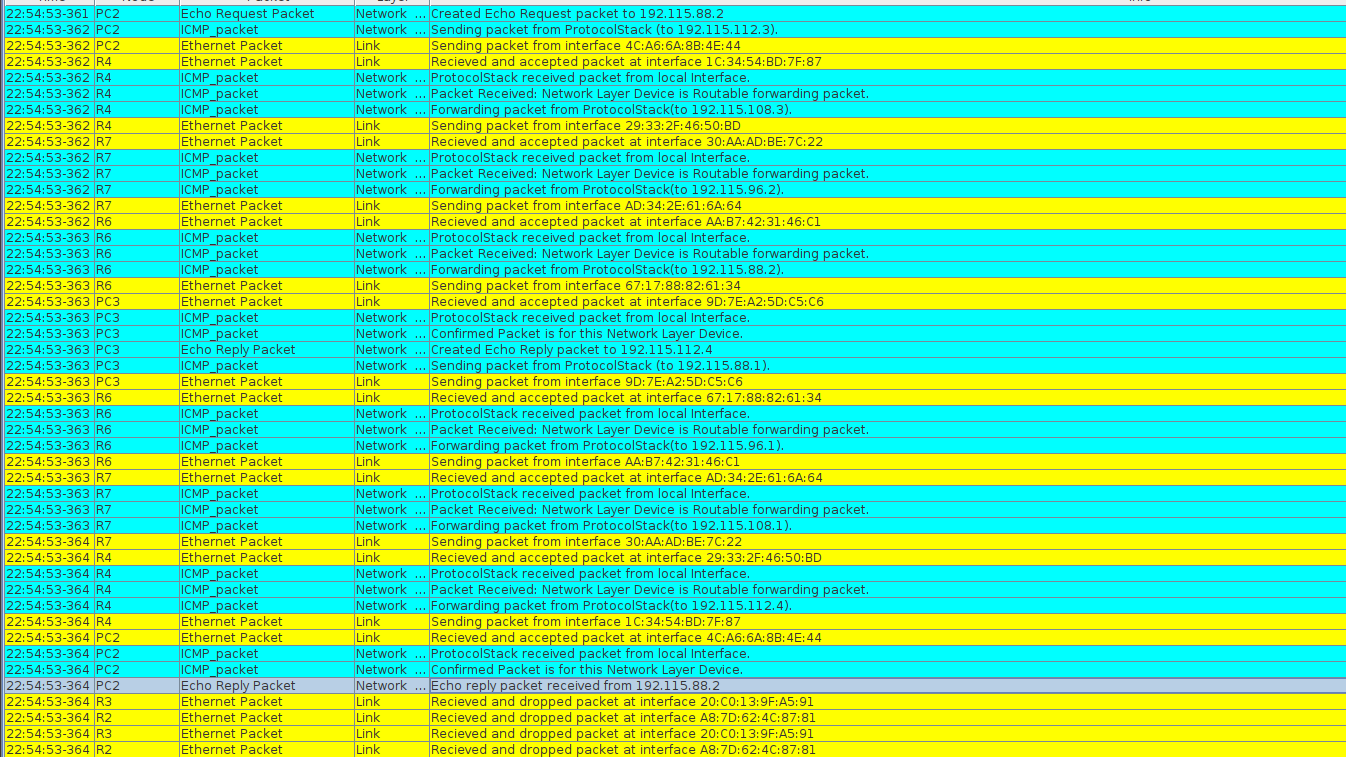 22:54:53-361 PC2 Echo Request Packet Network ... Created Echo Request packet to 192.115.88.2
22:54:53-362 PC2 ICMP_packet Network ... Sending packet from ProtocolStack (to 192.115.112.3).
22:54:53-362 PC2 Ethernet Packet Link Sending packet from interface 4C:A6:6A:8B:4E:44
22:54:53-362 R4 Ethernet Packet Link Recieved and accepted packet at interface 1C:34:54:BD:7F:87
22:54:53-362 R4 ICMP_packet Network ... ProtocolStack received packet from local Interface.
22:54:53-362 R4 ICMP_packet Network ... Packet Received: Network Layer Device is Routable forwarding packet.
22:54:53-362 R4 ICMP_packet Network ... Forwarding packet from ProtocolStack(to 192.115.108.3).
22:54:53-362 R4 Ethernet Packet Link Sending packet from interface 29:33:2F:46:50:BD
22:54:53-362 R7 Ethernet Packet Link Recieved and accepted packet at interface 30:AA:AD:BE:7C:22
22:54:53-362 R7 ICMP_packet Network ... ProtocolStack received packet from local Interface.
22:54:53-362 R7 ICMP_packet Network ... Packet Received: Network Layer Device is Routable forwarding packet.
22:54:53-362 R7 ICMP_packet Network ... Forwarding packet from ProtocolStack(to 192.115.96.2).
22:54:53-362 R7 Ethernet Packet Link Sending packet from interface AD:34:2E:61:6A:64
22:54:53-362 R6 Ethernet Packet Link Recieved and accepted packet at interface AA:B7:42:31:46:C1
22:54:53-363 R6 ICMP_packet Network ... ProtocolStack received packet from local Interface.
22:54:53-363 R6 ICMP_packet Network ... Packet Received: Network Layer Device is Routable forwarding packet.
22:54:53-363 R6 ICMP_packet Network ... Forwarding packet from ProtocolStack(to 192.115.88.2).
22:54:53-363 R6 Ethernet Packet Link Sending packet from interface 67:17:88:82:61:34
22:54:53-363 PC3 Ethernet Packet Link Recieved and accepted packet at interface 9D:7E:A2:5D:C5:C6
22:54:53-363 PC3 ICMP_packet Network ... ProtocolStack received packet from local Interface.
22:54:53-363 PC3 ICMP_packet Network ... Confirmed Packet is for this Network Layer Device.
22:54:53-363 PC3 Echo Reply Packet Network ... Created Echo Reply packet to 192.115.112.4
22:54:53-363 PC3 ICMP_packet Network ... Sending packet from ProtocolStack (to 192.115.88.1).
22:54:53-363 PC3 Ethernet Packet Link Sending packet from interface 9D:7E:A2:5D:C5:C6
22:54:53-363 R6 Ethernet Packet Link Recieved and accepted packet at interface 67:17:88:82:61:34
22:54:53-363 R6 ICMP_packet Network ... ProtocolStack received packet from local Interface.
22:54:53-363 R6 ICMP_packet Network ... Packet Received: Network Layer Device is Routable forwarding packet.
22:54:53-363 R6 ICMP_packet Network ... Forwarding packet from ProtocolStack(to 192.115.96.1).
22:54:53-363 R6 Ethernet Packet Link Sending packet from interface AA:B7:42:31:46:C1
22:54:53-363 R7 Ethernet Packet Link Recieved and accepted packet at interface AD:34:2E:61:6A:64
22:54:53-363 R7 ICMP_packet Network ... ProtocolStack received packet from local Interface.
22:54:53-363 R7 ICMP_packet Network ... Packet Received: Network Layer Device is Routable forwarding packet.
22:54:53-363 R7 ICMP_packet Network ... Forwarding packet from ProtocolStack(to 192.115.108.1).
22:54:53-364 R7 Ethernet Packet Link Sending packet from interface 30:AA:AD:BE:7C:22
22:54:53-364 R4 Ethernet Packet Link Recieved and accepted packet at interface 29:33:2F:46:50:BD
22:54:53-364 R4 ICMP_packet Network ... ProtocolStack received packet from local Interface.
22:54:53-364 R4 ICMP_packet Network ... Packet Received: Network Layer Device is Routable forwarding packet.
22:54:53-364 R4 ICMP_packet Network ... Forwarding packet from ProtocolStack(to 192.115.112.4).
22:54:53-364 R4 Ethernet Packet Link Sending packet from interface 1C:34:54:BD:7F:87
22:54:53-364 PC2 Ethernet Packet Link Recieved and accepted packet at interface 4C:A6:6A:8B:4E:44
22:54:53-364 PC2 ICMP_packet Network ... ProtocolStack received packet from local Interface.
22:54:53-364 PC2 ICMP_packet Network ... Confirmed Packet is for this Network Layer Device.
22:54:53-364 PC2 Echo Reply Packet Network ... Echo reply packet received from 192.115.88.2
22:54:53-364 R3 Ethernet Packet Link Recieved and dropped packet at interface 20:C0:13:9F:A5:91
22:54:53-364 R2 Ethernet Packet Link Recieved and dropped packet at interface A8:7D:62:4C:87:81
22:54:53-364 R3 Ethernet Packet Link Recieved and dropped packet at interface 20:C0:13:9F:A5:91
22:54:53-364 R2 Ethernet Packet Link Recieved and dropped packet at interface A8:7D:62:4C:87:81